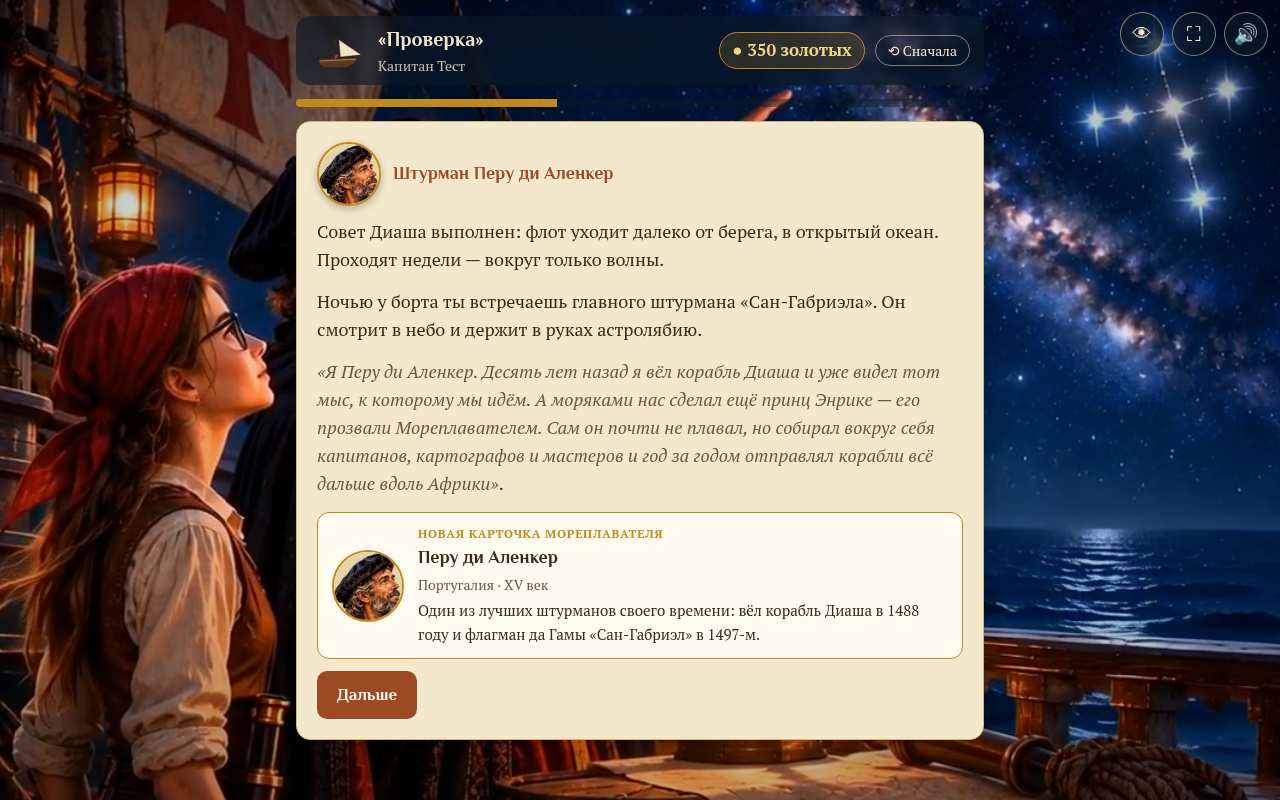 «Проверка»
Капитан Тест
● 350 золотых
⟲ Сначала
Штурман Перу ди Аленкер
Совет Диаша выполнен: флот уходит далеко от берега, в открытый океан.
Проходят недели — вокруг только волны.
Ночью у борта ты встречаешь главного штурмана «Сан-Габриэла». Он
смотрит в небо и держит в руках астролябию.
«Я Перу ди Аленкер. Десять лет назад я вёл корабль Диаша и уже видел тот
мыс, к которому мы идём. А моряками нас сделал ещё принц Энрике — его
прозвали Мореплавателем. Сам он почти не плавал, но собирал вокруг себя
капитанов, картографов и мастеров и год за годом отправлял корабли всё
дальше вдоль Африки».
НОВАЯ КАРТОЧКА МОРЕПЛАВАТЕЛЯ
Перу ди Аленкер
Португалия · XV век
Один из лучших штурманов своего времени: вёл корабль Диаша в 1488
году и флагман да Гамы «Сан-Габриэл» в 1497-м.
Дальше